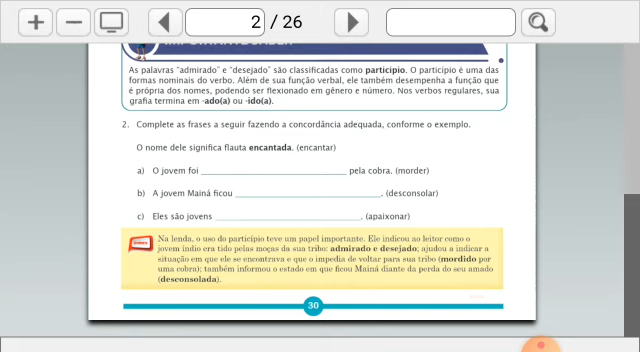 2 / 26
As palavras "admirado" e "desejado" são classificadas como particípio. O particípio é uma das
formas nominais do verbo. Além de sua função verbal, ele também desempenha a função que
é própria dos nomes, podendo ser flexionado em gênero e número. Nos verbos regulares, sua
grafia termina em -ado(a) ou -ido(a).
2. Complete as frases a seguir fazendo a concordância adequada, conforme o exemplo.
O nome dele significa flauta encantada. (encantar)
a) O jovem foi ______ pela cobra. (morder)
b) A jovem Mainá ficou ______. (desconsolar)
c) Eles são jovens ______. (apaixonar)
Na lenda, o uso do particípio teve um papel importante. Ele indicou ao leitor como o
jovem índio era tido pelas moças da sua tribo: admirado e desejado; ajudou a indicar a
situação em que ele se encontrava e que o impedia de voltar para sua tribo (mordido por
uma cobra); também informou o estado em que ficou Mainá diante da perda do seu amado
(desconsolada).
30